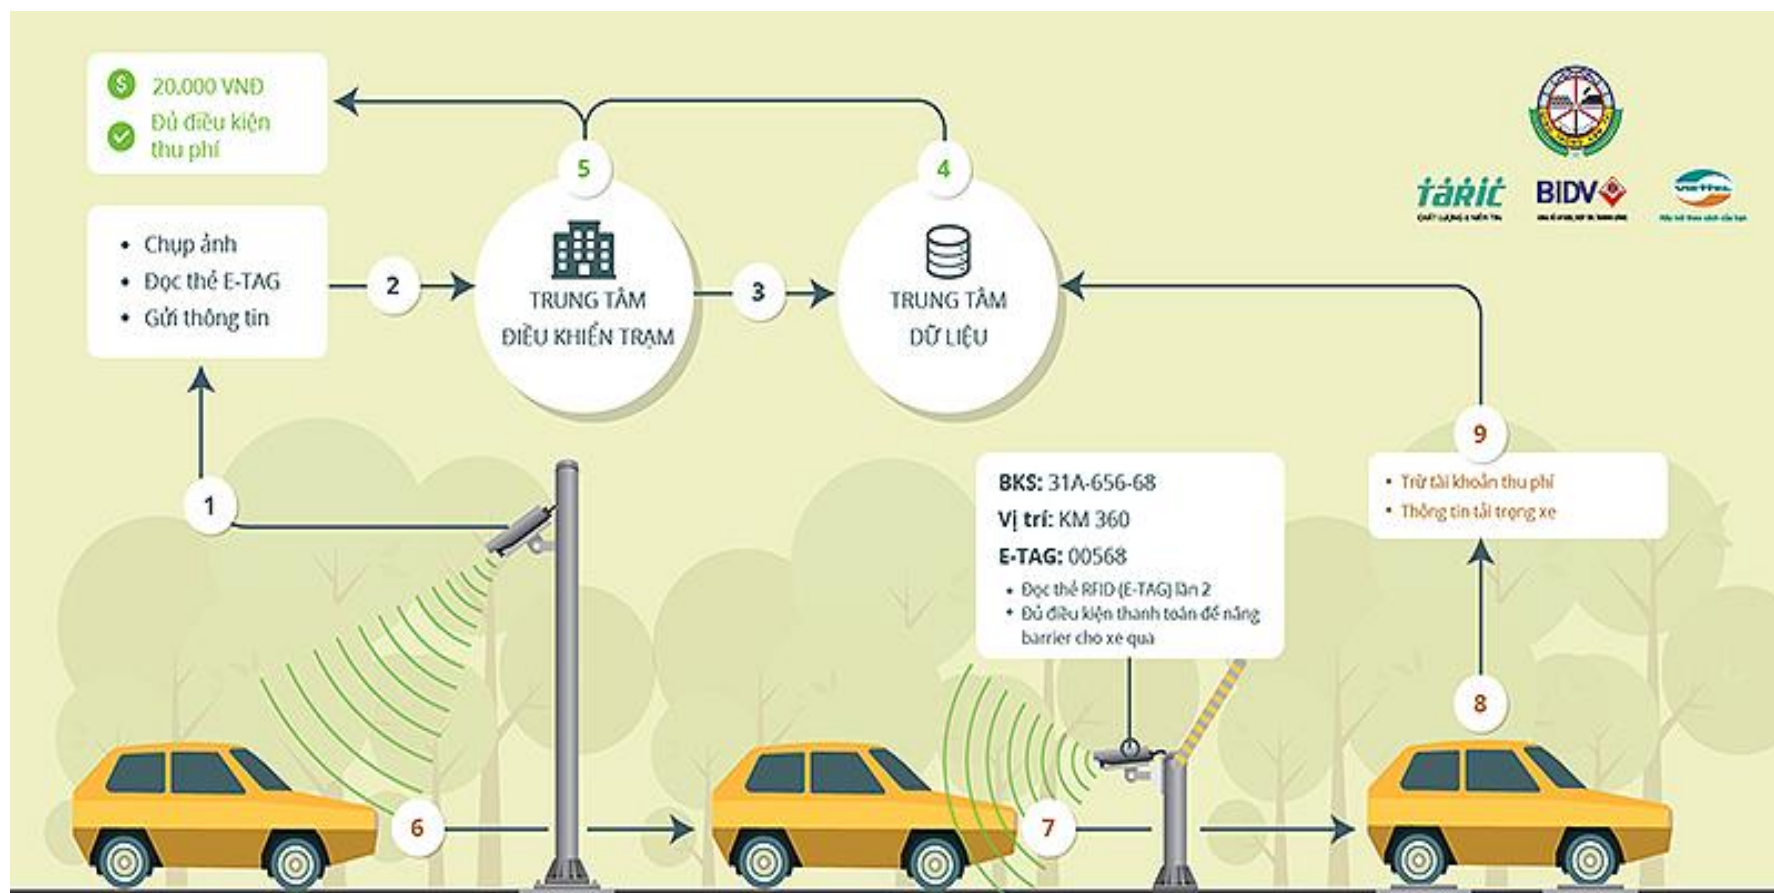 20.000 VNĐ
Đủ điều kiện
thu phí
5
4
TARIC
BIDV
VIETTEL
Chụp ảnh
Đọc thẻ E-TAG
Gửi thông tin
2
TRUNG TÂM
ĐIỀU KHIỂN TRẠM
3
TRUNG TÂM
DỮ LIỆU
1
9
BKS: 31A-656-68
Vị trí: KM 360
E-TAG: 00568
Đọc thẻ RFID (E-TAG) lần 2
Đủ điều kiện thanh toán để nâng
barrier cho xe qua
Trừ tài khoản thu phí
Thông tin tải trọng xe
8
6
7